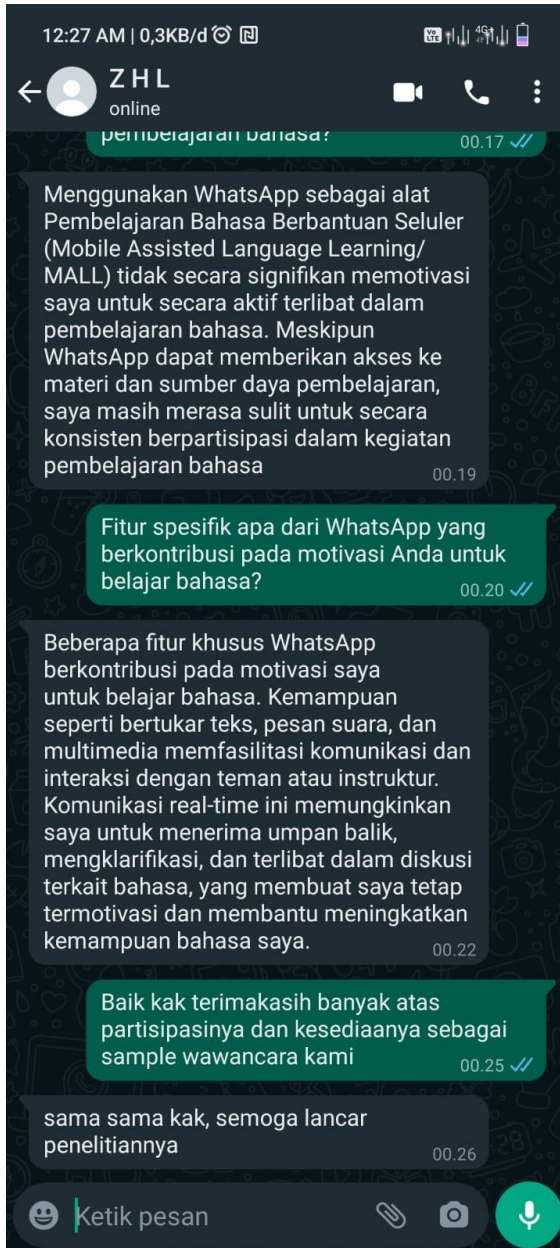 12:27 AM | 0,3KB/d
Vo LTE 4G
Z H L
online
pembelajaran bahasa?
00.17
Menggunakan WhatsApp sebagai alat
Pembelajaran Bahasa Berbantuan Seluler
(Mobile Assisted Language Learning/
MALL) tidak secara signifikan memotivasi
saya untuk secara aktif terlibat dalam
pembelajaran bahasa. Meskipun
WhatsApp dapat memberikan akses ke
materi dan sumber daya pembelajaran,
saya masih merasa sulit untuk secara
konsisten berpartisipasi dalam kegiatan
pembelajaran bahasa
00.19
Fitur spesifik apa dari WhatsApp yang
berkontribusi pada motivasi Anda untuk
belajar bahasa?
00.20
Beberapa fitur khusus WhatsApp
berkontribusi pada motivasi saya
untuk belajar bahasa. Kemampuan
seperti bertukar teks, pesan suara, dan
multimedia memfasilitasi komunikasi dan
interaksi dengan teman atau instruktur.
Komunikasi real-time ini memungkinkan
saya untuk menerima umpan balik,
mengklarifikasi, dan terlibat dalam diskusi
terkait bahasa, yang membuat saya tetap
termotivasi dan membantu meningkatkan
kemampuan bahasa saya.
00.22
Baik kak terimakasih banyak atas
partisipasinya dan kesediaanya sebagai
sample wawancara kami
00.25
sama sama kak, semoga lancar
penelitiannya
00.26
Ketik pesan